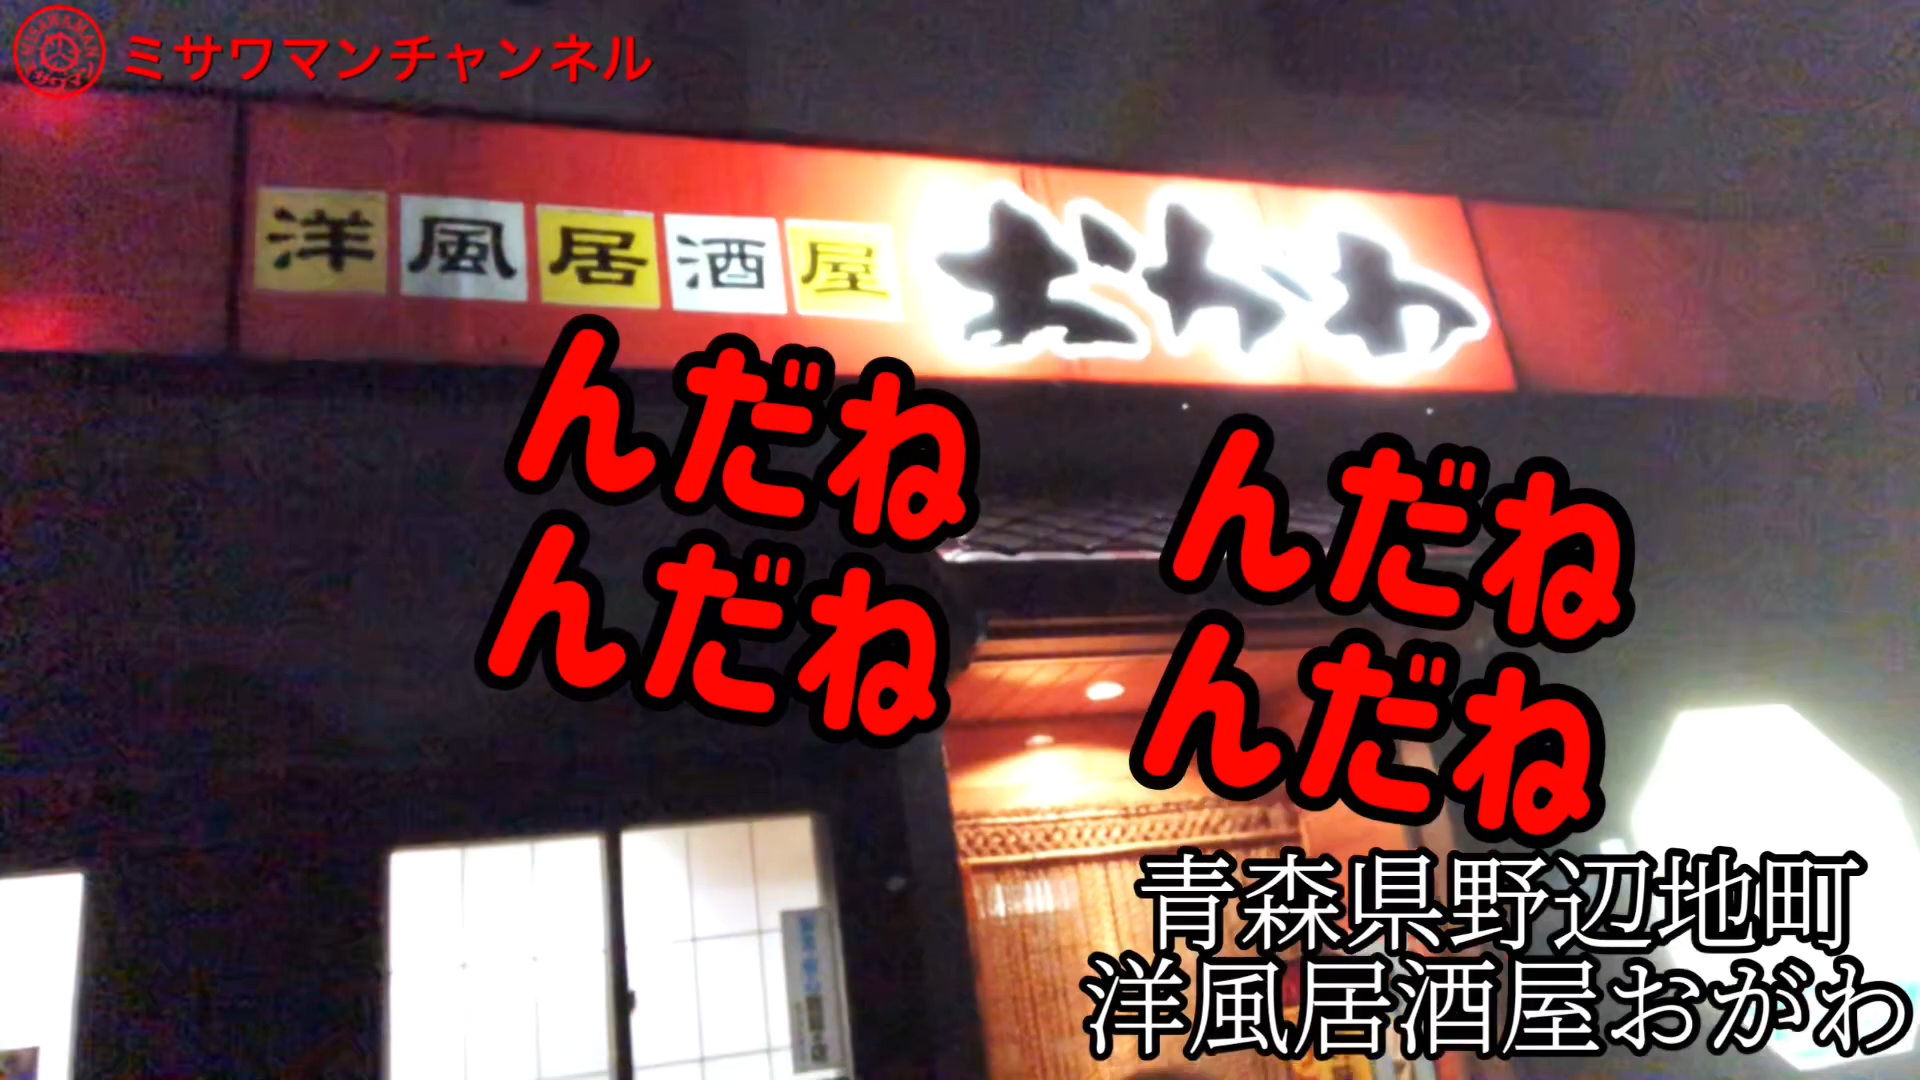 ミサワマンチャンネル
洋風居酒屋 おがわ
んだね
んだね
んだね
んだね
青森県野辺地町
洋風居酒屋おがわ